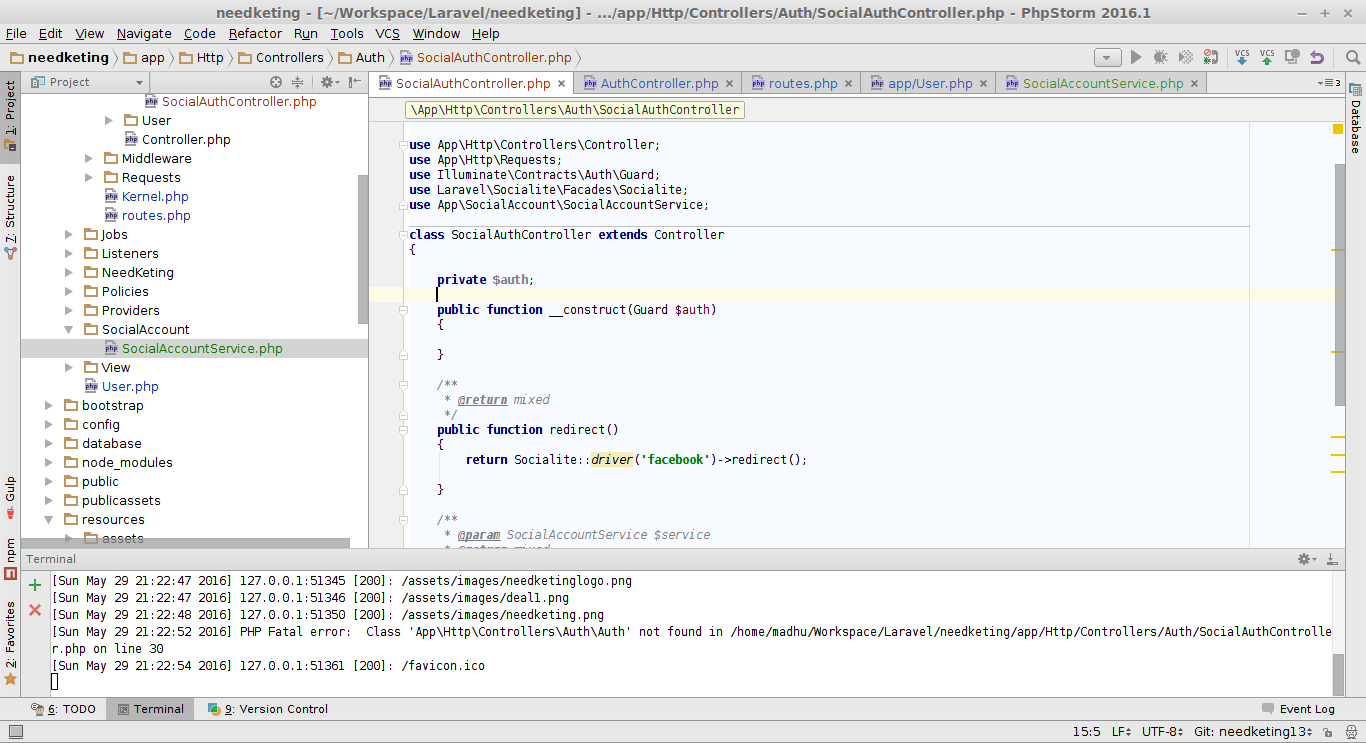 needketing - [~/Workspace/Laravel/needketing] - .../app/Http/Controllers/Auth/SocialAuthController.php - PhpStorm 2016.1
File Edit View Navigate Code Refactor Run Tools VCS Window Help
needketing app Http Controllers Auth SocialAuthController.php
VCS VCS
1: Project
7: Structure
Gulp
npm
2: Favorites
Project
SocialAuthController.php
User
Controller.php
Middleware
Requests
Kernel.php
routes.php
Jobs
Listeners
NeedKeting
Policies
Providers
SocialAccount
SocialAccountService.php
View
User.php
bootstrap
config
database
node_modules
public
publicassets
resources
assets
SocialAuthController.php AuthController.php routes.php app/User.php SocialAccountService.php 3
Database
\App\Http\Controllers\Auth\SocialAuthController
use App\Http\Controllers\Controller;
use App\Http\Requests;
use Illuminate\Contracts\Auth\Guard;
use Laravel\Socialite\Facades\Socialite;
use App\SocialAccount\SocialAccountService;
class SocialAuthController extends Controller
{
private $auth;
public function __construct(Guard $auth)
{
}
/**
* @return mixed
*/
public function redirect()
{
return Socialite::driver('facebook')->redirect();
}
/**
* @param SocialAccountService $service
Terminal
[Sun May 29 21:22:47 2016] 127.0.0.1:51345 [200]: /assets/images/needketinglogo.png
[Sun May 29 21:22:47 2016] 127.0.0.1:51346 [200]: /assets/images/deal1.png
[Sun May 29 21:22:48 2016] 127.0.0.1:51350 [200]: /assets/images/needketing.png
[Sun May 29 21:22:52 2016] PHP Fatal error:  Class 'App\Http\Controllers\Auth\Auth' not found in /home/madhu/Workspace/Laravel/needketing/app/Http/Controllers/Auth/SocialAuthControlle
r.php on line 30
[Sun May 29 21:22:54 2016] 127.0.0.1:51361 [200]: /favicon.ico
6: TODO Terminal 9: Version Control Event Log
15:5 LF UTF-8 Git: needketing13